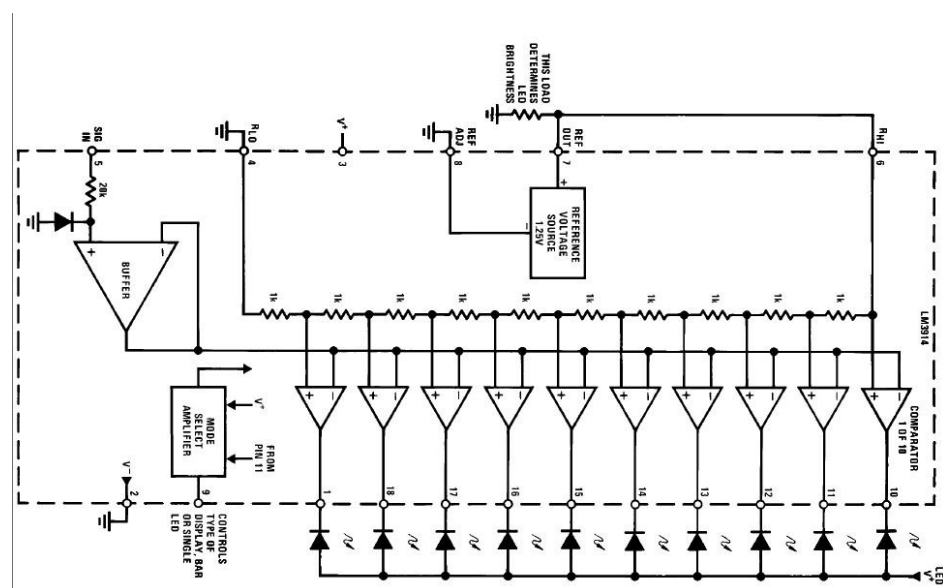 LM3914
LED
V+
COMPARATOR
1 OF 10
RHI
6
10
1k
11
1k
12
1k
13
1k
14
1k
THIS LOAD
DETERMINES
LED
BRIGHTNESS
REF
OUT
7
+
REFERENCE
VOLTAGE
SOURCE
1.25V
−
15
1k
16
1k
REF
ADJ
8
17
1k
18
1k
V+
3
1
1k
RLO
4
FROM
PIN 11
MODE
SELECT
AMPLIFIER
V+
9
CONTROLS
TYPE OF
DISPLAY, BAR
OR SINGLE
LED
BUFFER
−
+
SIG
IN
5
20k
V−
2